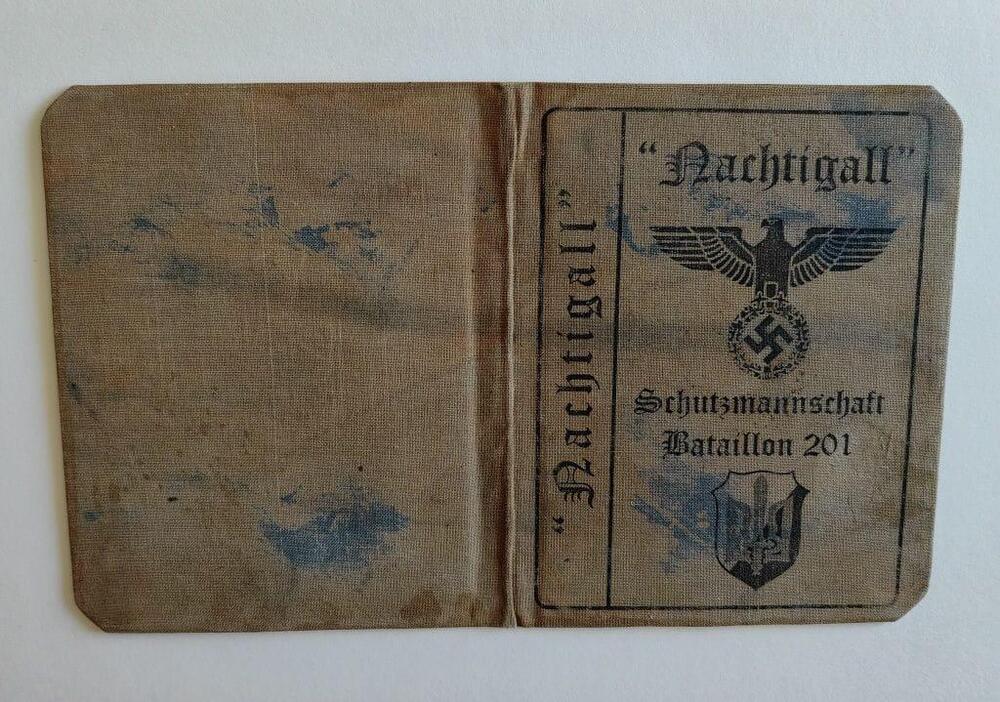 "Nachtigall"
"Nachtigall"
Schutzmannschaft
Bataillon 201